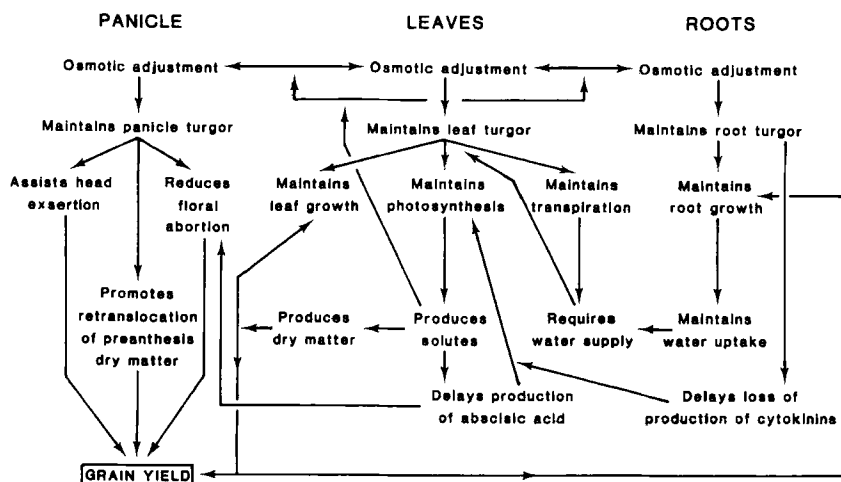 PANICLE
LEAVES
ROOTS
Osmotic adjustment
Osmotic adjustment
Osmotic adjustment
Maintains panicle turgor
Maintains leaf turgor
Maintains root turgor
Assists head
exsertion
Reduces
floral
abortion
Maintains
leaf growth
Maintains
photosynthesis
Maintains
transpiration
Maintains
root growth
Promotes
retranslocation
of preanthesis
dry matter
Produces
dry matter
Produces
solutes
Requires
water supply
Maintains
water uptake
Delays production
of abscisic acid
Delays loss of
production of cytokinins
GRAIN YIELD